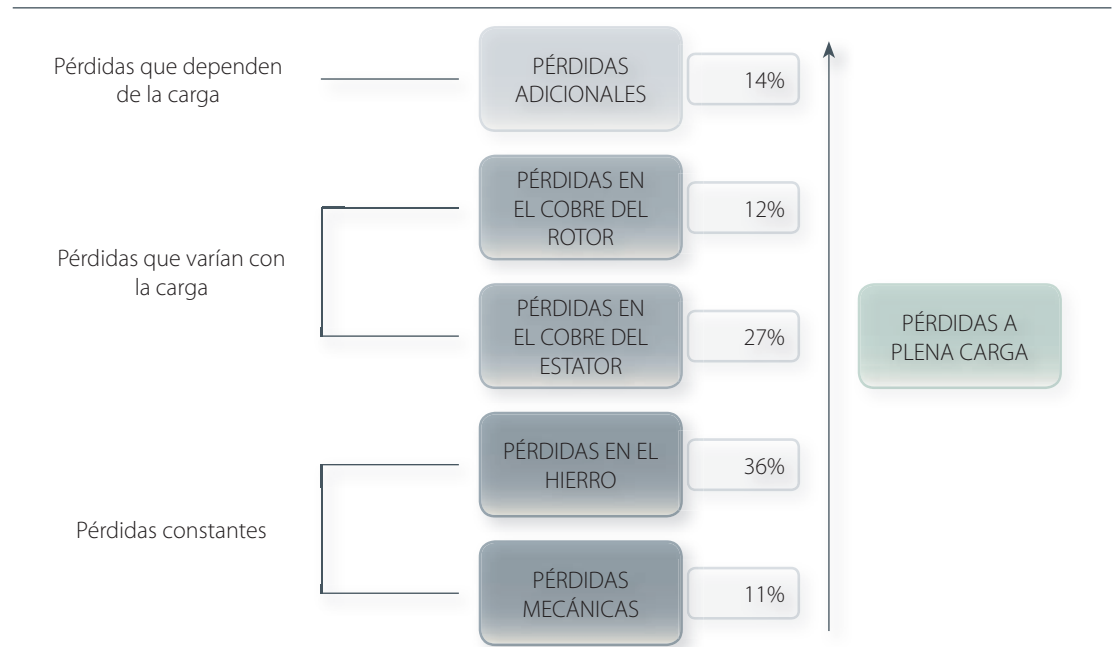 Pérdidas que dependen
de la carga
PÉRDIDAS
ADICIONALES
14%
Pérdidas que varían con
la carga
PÉRDIDAS EN
EL COBRE DEL
ROTOR
12%
PÉRDIDAS EN
EL COBRE DEL
ESTATOR
27%
Pérdidas constantes
PÉRDIDAS EN EL
HIERRO
36%
PÉRDIDAS
MECÁNICAS
11%
PÉRDIDAS A
PLENA CARGA